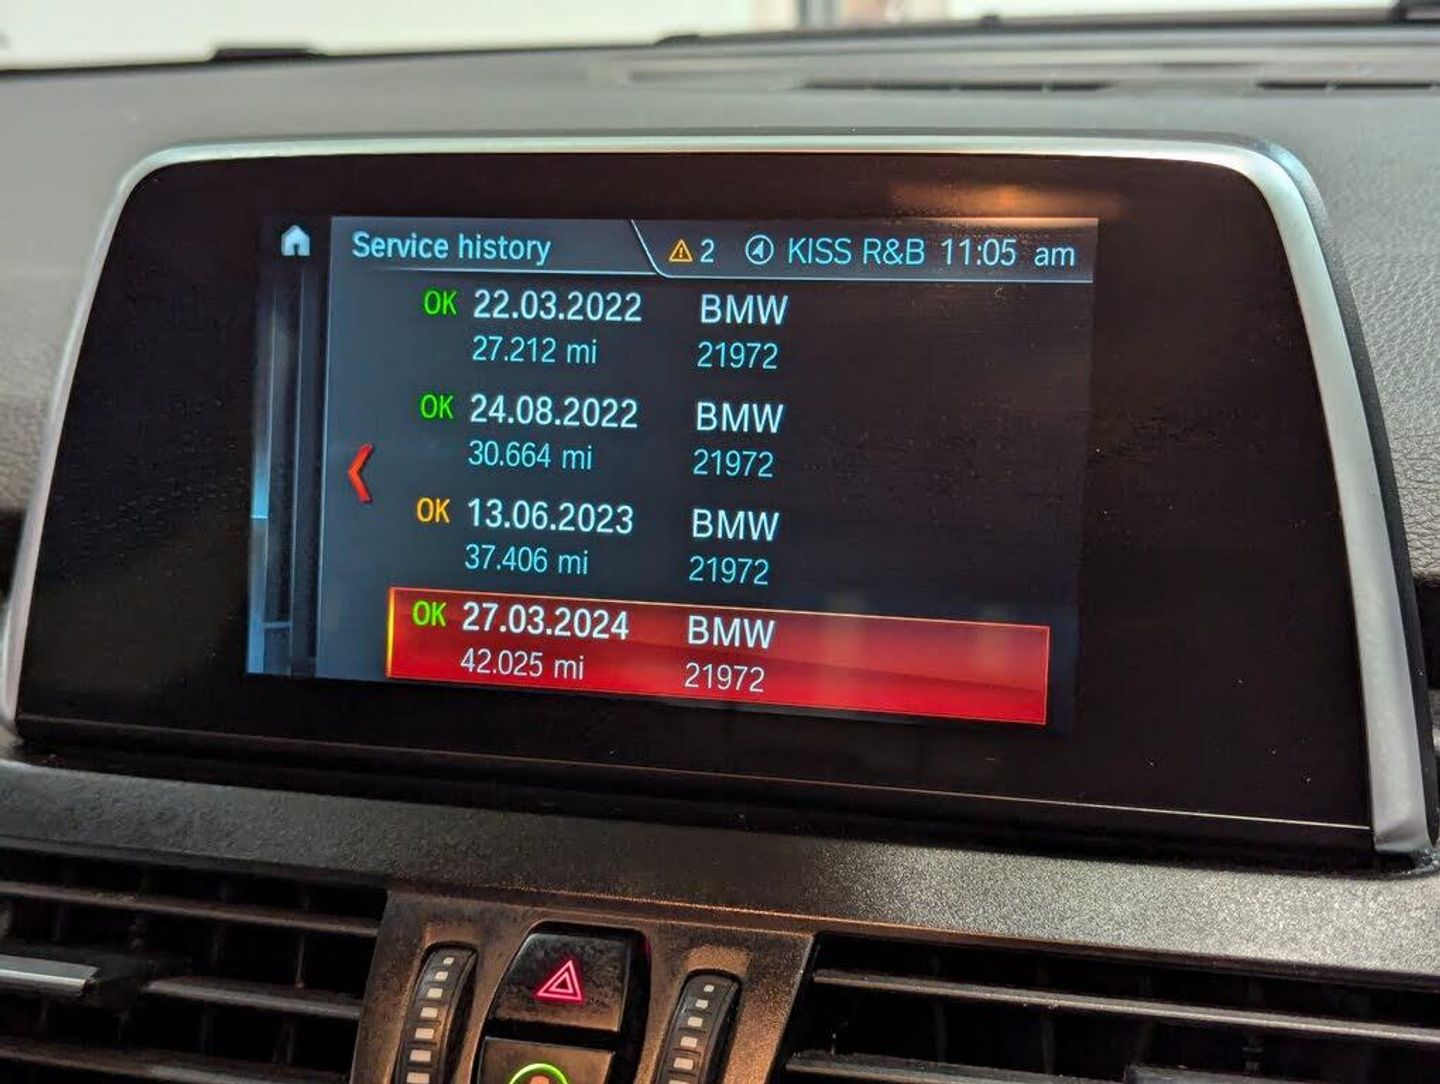 Service history 2 KISS R&B 11:05 am
OK 22.03.2022 BMW
27.212 mi 21972
OK 24.08.2022 BMW
30.664 mi 21972
OK 13.06.2023 BMW
37.406 mi 21972
OK 27.03.2024 BMW
42.025 mi 21972